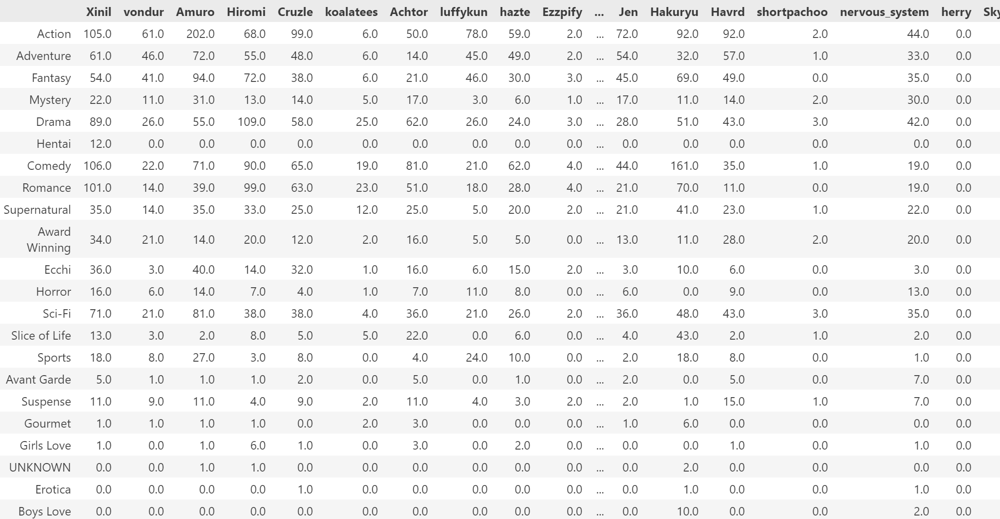 Xinil vondur Amuro Hiromi Cruzle koalatees Achtor luffykun hazte Ezzpify ... Jen Hakuryu Havrd shortpachoo nervous_system herry Sky
Action 105.0 61.0 202.0 68.0 99.0 6.0 50.0 78.0 59.0 2.0 ... 72.0 92.0 92.0 2.0 44.0 0.0
Adventure 61.0 46.0 72.0 55.0 48.0 6.0 14.0 45.0 49.0 2.0 ... 54.0 32.0 57.0 1.0 33.0 0.0
Fantasy 54.0 41.0 94.0 72.0 38.0 6.0 21.0 46.0 30.0 3.0 ... 45.0 69.0 49.0 0.0 35.0 0.0
Mystery 22.0 11.0 31.0 13.0 14.0 5.0 17.0 3.0 6.0 1.0 ... 17.0 11.0 14.0 2.0 30.0 0.0
Drama 89.0 26.0 55.0 109.0 58.0 25.0 62.0 26.0 24.0 3.0 ... 28.0 51.0 43.0 3.0 42.0 0.0
Hentai 12.0 0.0 0.0 0.0 0.0 0.0 0.0 0.0 0.0 0.0 ... 0.0 0.0 0.0 0.0 0.0 0.0
Comedy 106.0 22.0 71.0 90.0 65.0 19.0 81.0 21.0 62.0 4.0 ... 44.0 161.0 35.0 1.0 19.0 0.0
Romance 101.0 14.0 39.0 99.0 63.0 23.0 51.0 18.0 28.0 4.0 ... 21.0 70.0 11.0 0.0 19.0 0.0
Supernatural 35.0 14.0 35.0 33.0 25.0 12.0 25.0 5.0 20.0 2.0 ... 21.0 41.0 23.0 1.0 22.0 0.0
Award
Winning 34.0 21.0 14.0 20.0 12.0 2.0 16.0 5.0 5.0 0.0 ... 13.0 11.0 28.0 2.0 20.0 0.0
Ecchi 36.0 3.0 40.0 14.0 32.0 1.0 16.0 6.0 15.0 2.0 ... 3.0 10.0 6.0 0.0 3.0 0.0
Horror 16.0 6.0 14.0 7.0 4.0 1.0 7.0 11.0 8.0 0.0 ... 6.0 0.0 9.0 0.0 13.0 0.0
Sci-Fi 71.0 21.0 81.0 38.0 38.0 4.0 36.0 21.0 26.0 2.0 ... 36.0 48.0 43.0 3.0 35.0 0.0
Slice of Life 13.0 3.0 2.0 8.0 5.0 5.0 22.0 0.0 6.0 0.0 ... 4.0 43.0 2.0 1.0 2.0 0.0
Sports 18.0 8.0 27.0 3.0 8.0 0.0 4.0 24.0 10.0 0.0 ... 2.0 18.0 8.0 0.0 1.0 0.0
Avant Garde 5.0 1.0 1.0 1.0 2.0 0.0 5.0 0.0 1.0 0.0 ... 2.0 0.0 5.0 0.0 7.0 0.0
Suspense 11.0 9.0 11.0 4.0 9.0 2.0 11.0 4.0 3.0 2.0 ... 2.0 1.0 15.0 1.0 7.0 0.0
Gourmet 1.0 1.0 1.0 1.0 0.0 2.0 3.0 0.0 0.0 0.0 ... 1.0 6.0 0.0 0.0 0.0 0.0
Girls Love 1.0 0.0 1.0 6.0 1.0 0.0 3.0 0.0 2.0 0.0 ... 0.0 0.0 1.0 0.0 1.0 0.0
UNKNOWN 0.0 0.0 1.0 1.0 0.0 0.0 0.0 0.0 0.0 0.0 ... 0.0 2.0 0.0 0.0 0.0 0.0
Erotica 0.0 0.0 0.0 0.0 1.0 0.0 0.0 0.0 0.0 0.0 ... 0.0 1.0 0.0 0.0 1.0 0.0
Boys Love 0.0 0.0 0.0 0.0 0.0 0.0 0.0 0.0 0.0 0.0 ... 0.0 10.0 0.0 0.0 2.0 0.0